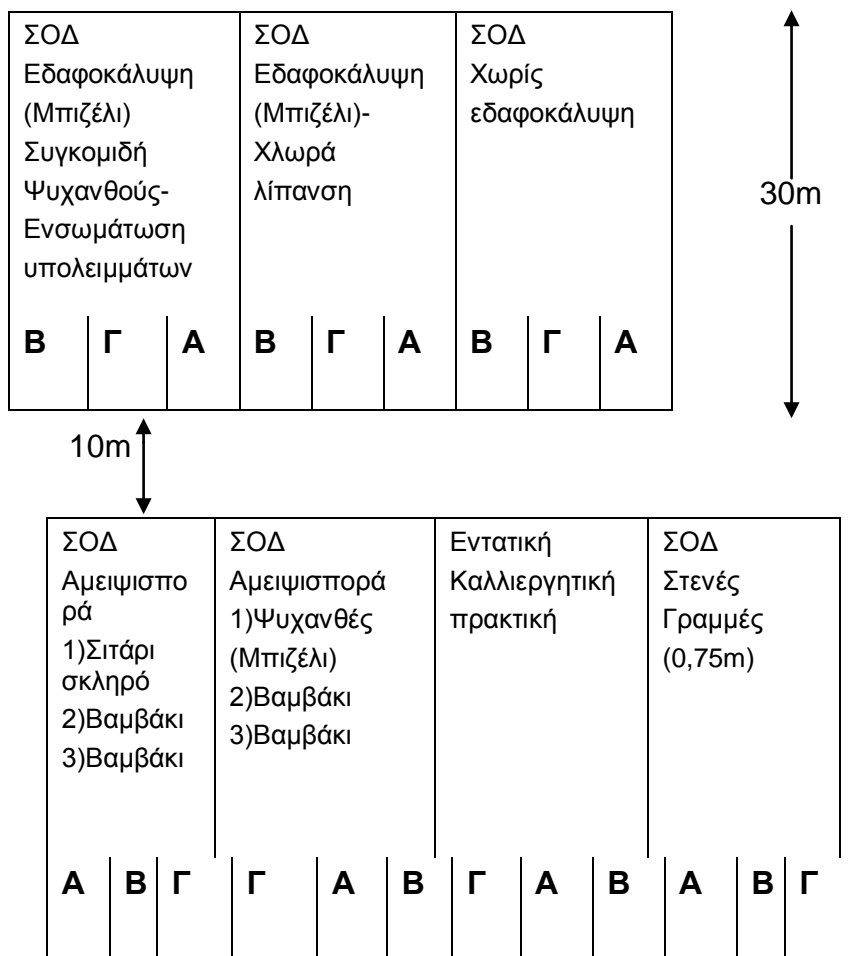 ΣΟΔ
Εδαφοκάλυψη
(Μπιζέλι)
Συγκομιδή
Ψυχανθούς-
Ενσωμάτωση
υπολειμμάτων
ΣΟΔ
Εδαφοκάλυψη
(Μπιζέλι)-
Χλωρά
λίπανση
ΣΟΔ
Χωρίς
εδαφοκάλυψη
30m
Β Γ Α Β Γ Α Β Γ Α
10m
ΣΟΔ
Αμειψισπο
ρά
1)Σιτάρι
σκληρό
2)Βαμβάκι
3)Βαμβάκι
ΣΟΔ
Αμειψισπορά
1)Ψυχανθές
(Μπιζέλι)
2)Βαμβάκι
3)Βαμβάκι
Εντατική
Καλλιεργητική
πρακτική
ΣΟΔ
Στενές
Γραμμές
(0,75m)
Α Β Γ Γ Α Β Γ Α Β Α Β Γ